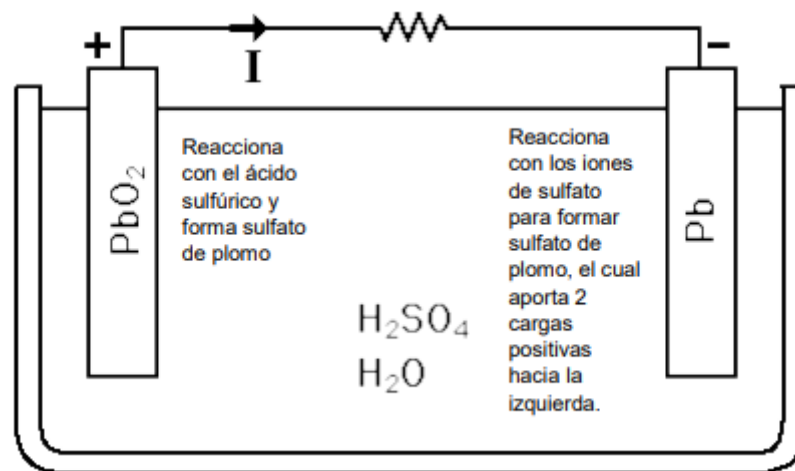 +
I
−
PbO₂
Reacciona
con el ácido
sulfúrico y
forma sulfato
de plomo
Reacciona
con los iones
de sulfato
para formar
sulfato de
plomo, el cual
aporta 2
cargas
positivas
hacia la
izquierda.
Pb
H₂SO₄
H₂O